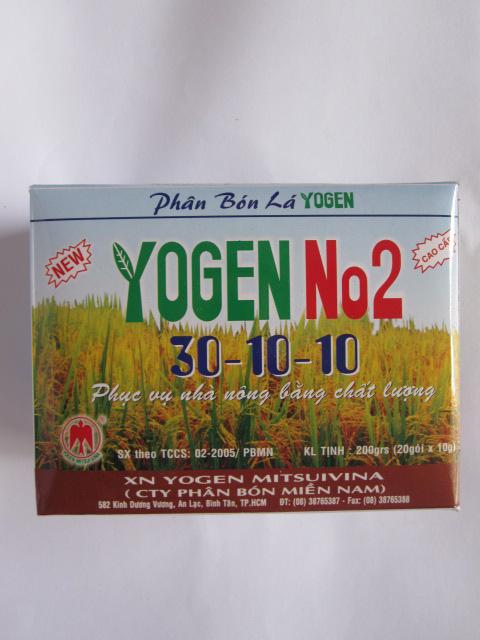 Phân Bón Lá YOGEN
NEW
YOGEN No2
CAO CẤP
30-10-10
Phục vụ nhà nông bằng chất lượng
SX theo TCCS: 02-2005/ PBMN
KL TỊNH : 200grs (20gói x 10g)
XN YOGEN MITSUIVINA
( CTY PHÂN BÓN MIỀN NAM)
582 Kinh Dương Vương, An Lạc, Bình Tân, TP.HCM ĐT: (08) 38765387 - Fax: (08) 38765388